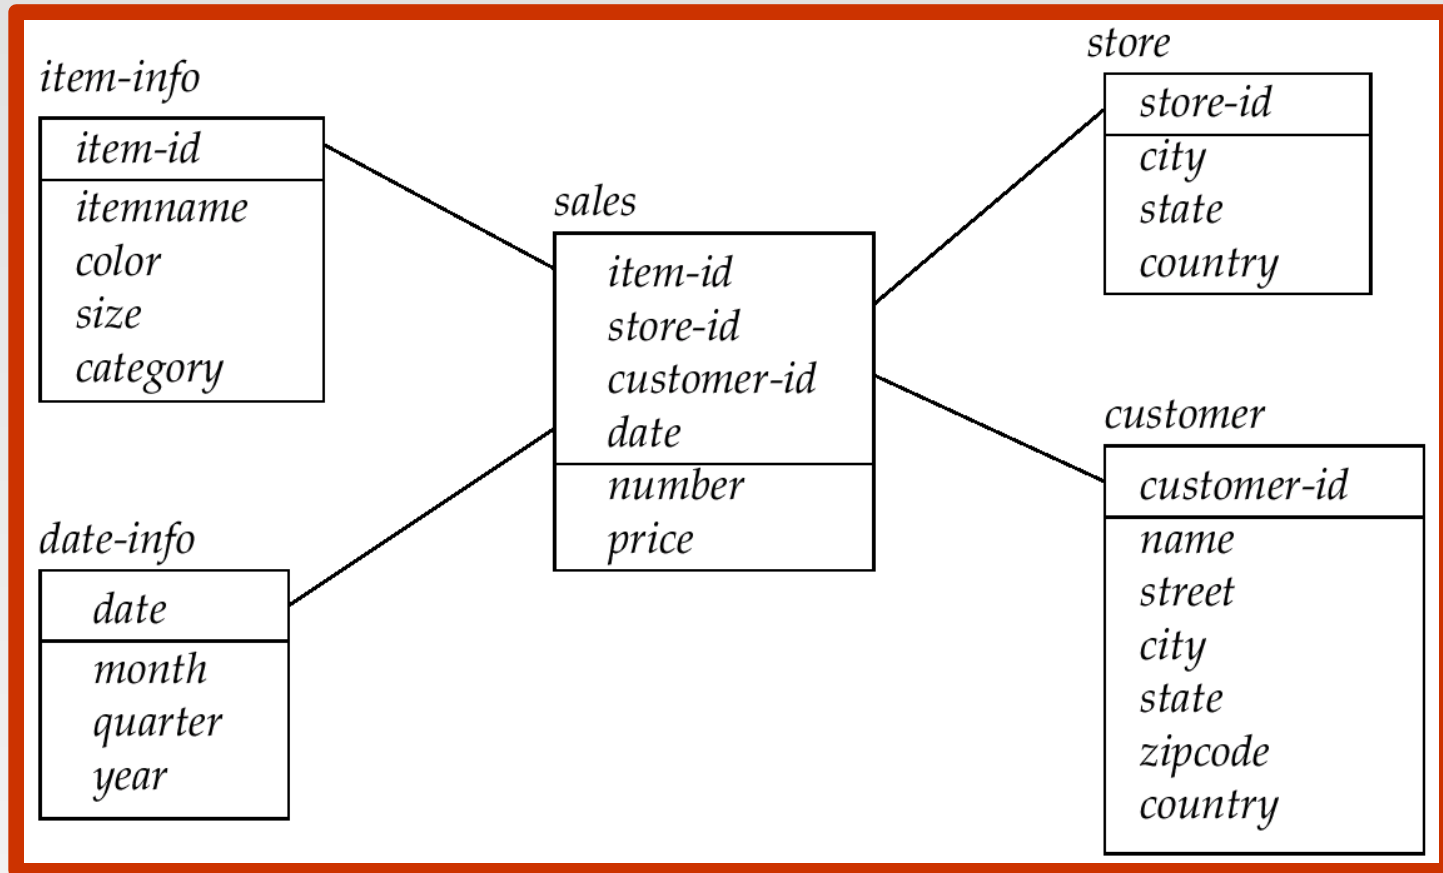 item-info
item-id
itemname
color
size
category
date-info
date
month
quarter
year
sales
item-id
store-id
customer-id
date
number
price
store
store-id
city
state
country
customer
customer-id
name
street
city
state
zipcode
country